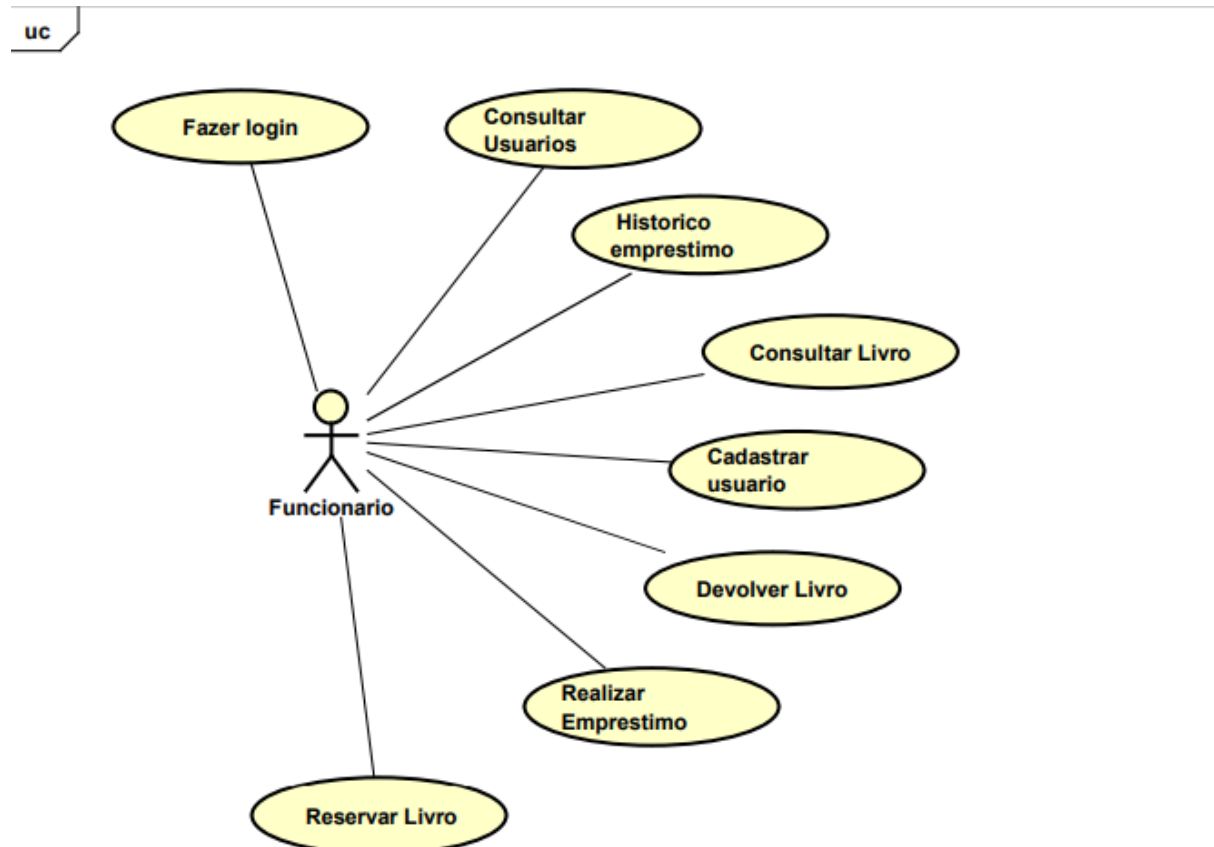 uc
Fazer login
Consultar
Usuarios
Historico
emprestimo
Consultar Livro
Cadastrar
usuario
Funcionario
Devolver Livro
Realizar
Emprestimo
Reservar Livro